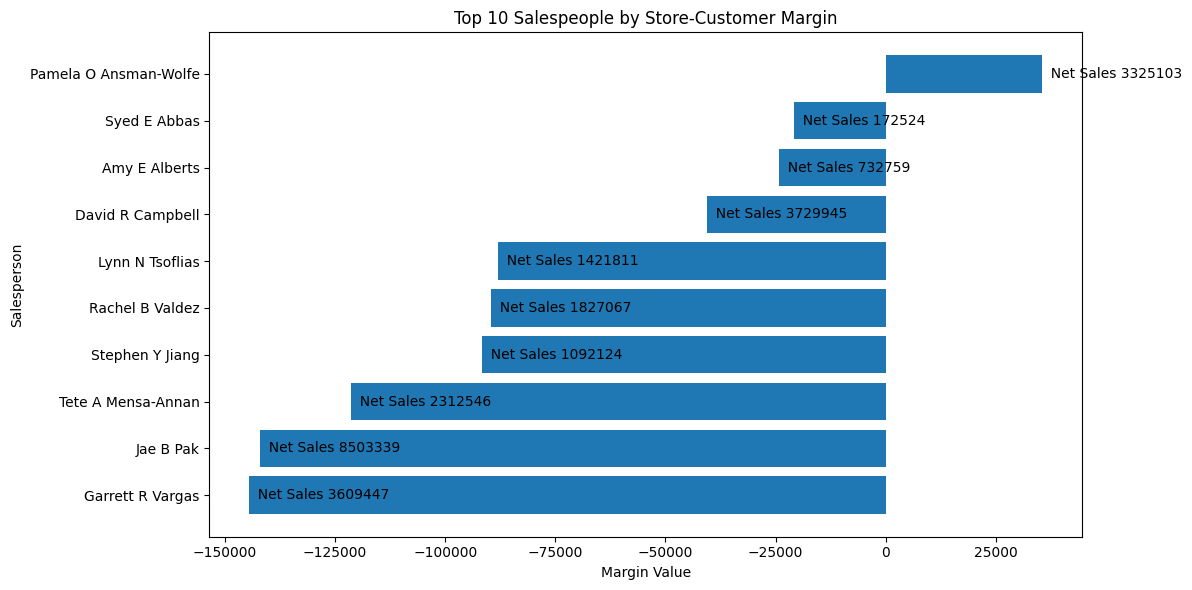 Top 10 Salespeople by Store-Customer Margin
Pamela O Ansman-Wolfe
Net Sales 3325103
Syed E Abbas
Net Sales 172524
Amy E Alberts
Net Sales 732759
David R Campbell
Net Sales 3729945
Lynn N Tsoflias
Net Sales 1421811
Rachel B Valdez
Net Sales 1827067
Stephen Y Jiang
Net Sales 1092124
Tete A Mensa-Annan
Net Sales 2312546
Jae B Pak
Net Sales 8503339
Garrett R Vargas
Net Sales 3609447
Salesperson
−150000 −125000 −100000 −75000 −50000 −25000 0 25000
Margin Value